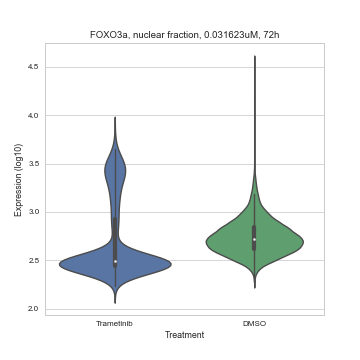 FOXO3a, nuclear fraction, 0.031623uM, 72h
4.5
4.0
3.5
3.0
2.5
2.0
Expression (log10)
Trametinib
DMSO
Treatment